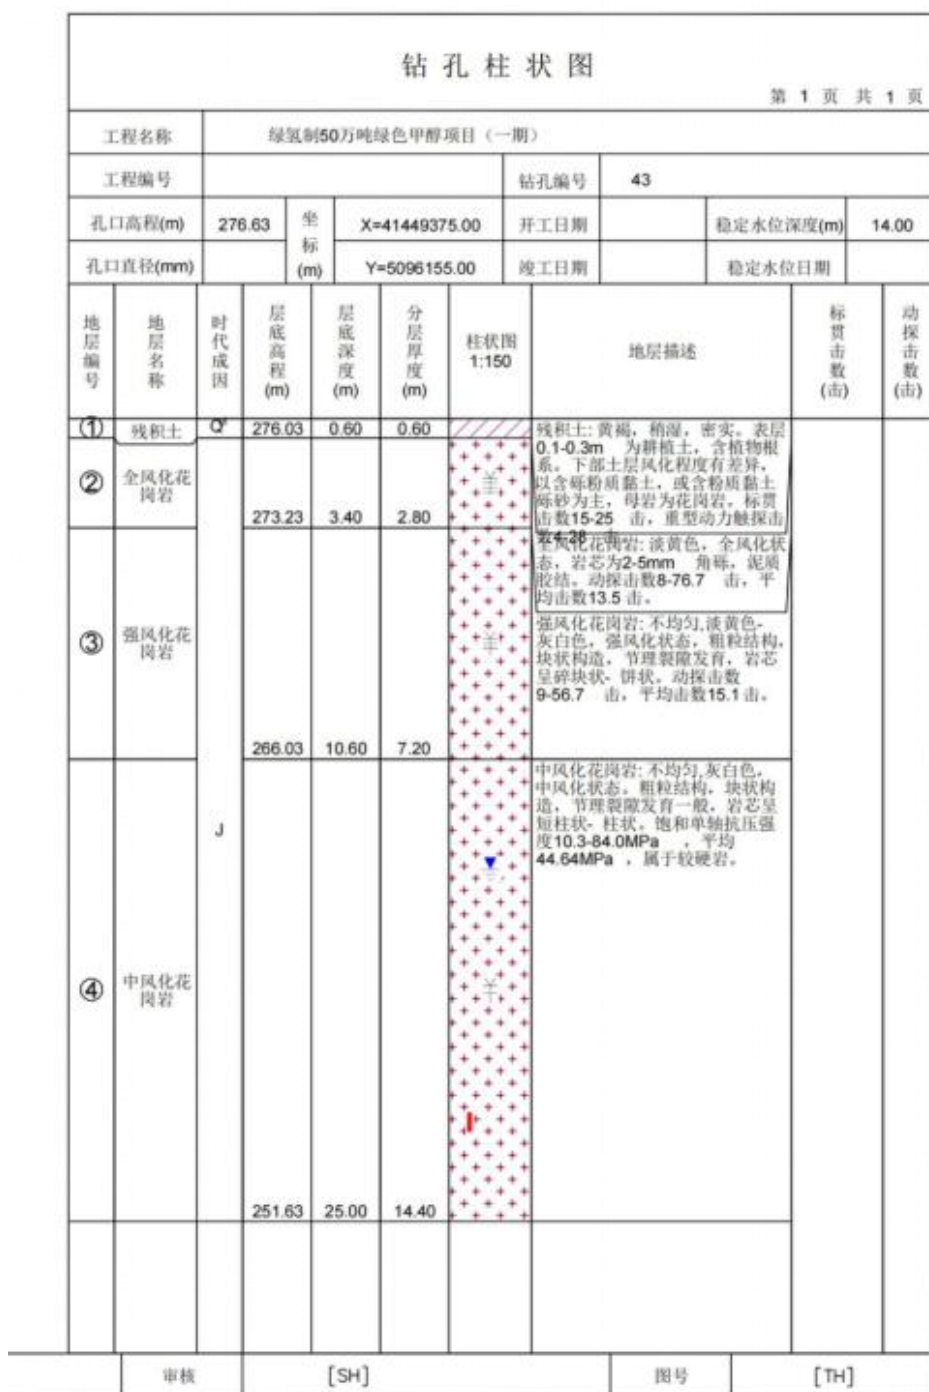 钻孔柱状图
第 1 页 共 1 页
工程名称 绿氢制50万吨绿色甲醇项目（一期）
工程编号 钻孔编号 43
孔口高程(m) 276.63 坐标(m) X=41449375.00 开工日期 稳定水位深度(m) 14.00
孔口直径(mm) Y=5096155.00 竣工日期 稳定水位日期
地层编号 地层名称 时代成因 层底高程(m) 层底深度(m) 分层厚度(m) 柱状图 1:150 地层描述 标贯击数(击) 动探击数(击)
① 残积土 276.03 0.60 0.60
残积土: 黄褐，稍湿，密实。表层
0.1-0.3m 为耕植土，含植物根
系。下部土层风化程度有差异，
以含砾粉质黏土，或含粉质黏土
砾砂为主，母岩为花岗岩。标贯
击数15-25 击，重型动力触探击
数4-28 击。
② 全风化花岗岩 273.23 3.40 2.80
全风化花岗岩: 淡黄色，全风化状
态，岩芯为2-5mm 角砾，泥质
胶结。动探击数8-76.7 击，平
均击数13.5 击。
③ 强风化花岗岩 266.03 10.60 7.20
强风化花岗岩: 不均匀,淡黄色-
灰白色，强风化状态，粗粒结构，
块状构造，节理裂隙发育，岩芯
呈碎块状- 饼状。动探击数
9-56.7 击，平均击数15.1 击。
J
④ 中风化花岗岩 251.63 25.00 14.40
中风化花岗岩: 不均匀,灰白色，
中风化状态。粗粒结构，块状构
造，节理裂隙发育一般，岩芯呈
短柱状- 柱状。饱和单轴抗压强
度10.3-84.0MPa ，平均
44.64MPa ，属于较硬岩。
审核 [SH] 图号 [TH]